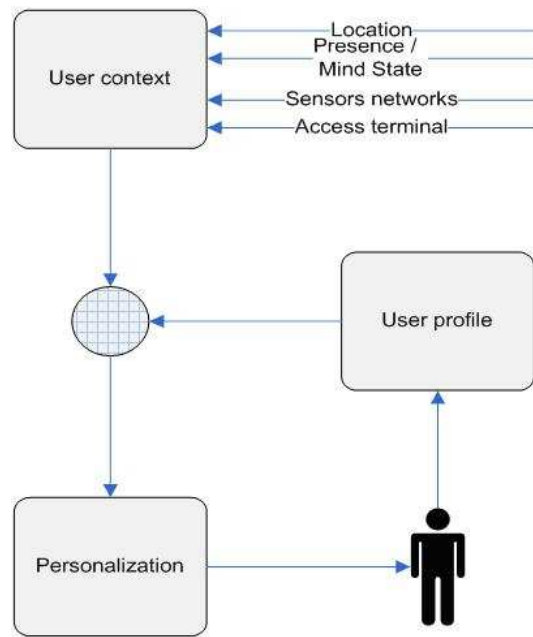 User context
Location
Presence /
Mind State
Sensors networks
Access terminal
User profile
Personalization